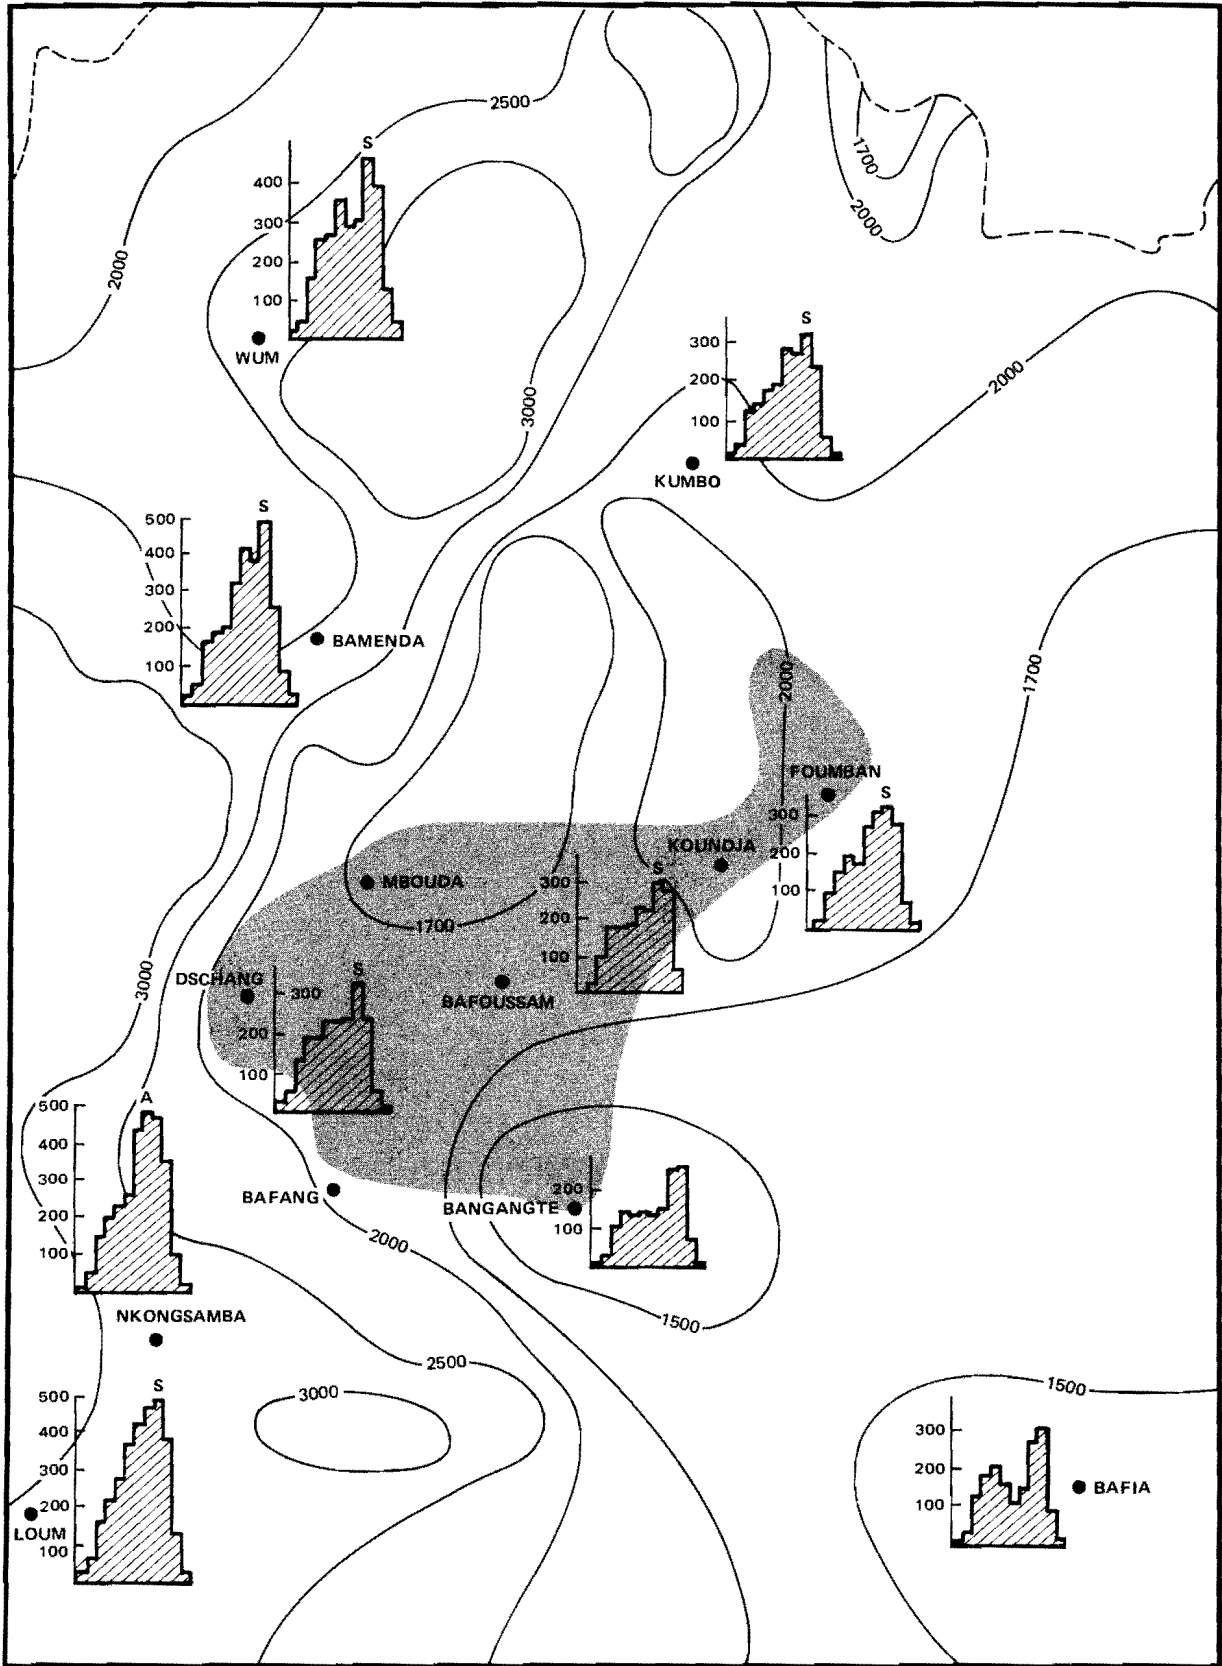 2500
1700
2000
S
400
300
200
100
WUM
2000
3000
S
300
200
100
KUMBO
2000
S
500
400
300
200
100
BAMENDA
2000
1700
FOUMBAN
S
300
200
100
KOUNDJA
S
300
200
100
MBOUDA
1700
3000
DSCHANG
S
300
200
100
BAFOUSSAM
A
500
400
300
200
100
BAFANG
BANGANGTE
200
100
2000
1500
NKONGSAMBA
2500
3000
S
500
400
300
200
100
LOUM
1500
300
200
100
BAFIA